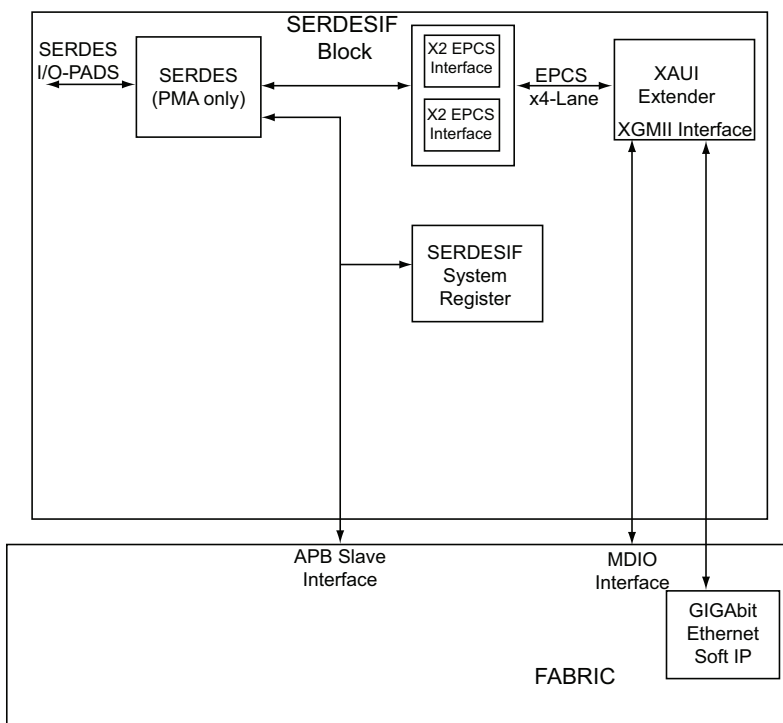 SERDESIF
Block
SERDES
I/O-PADS
SERDES
(PMA only)
X2 EPCS
Interface
X2 EPCS
Interface
EPCS
x4-Lane
XAUI
Extender
XGMII Interface
SERDESIF
System
Register
APB Slave
Interface
MDIO
Interface
GIGAbit
Ethernet
Soft IP
FABRIC